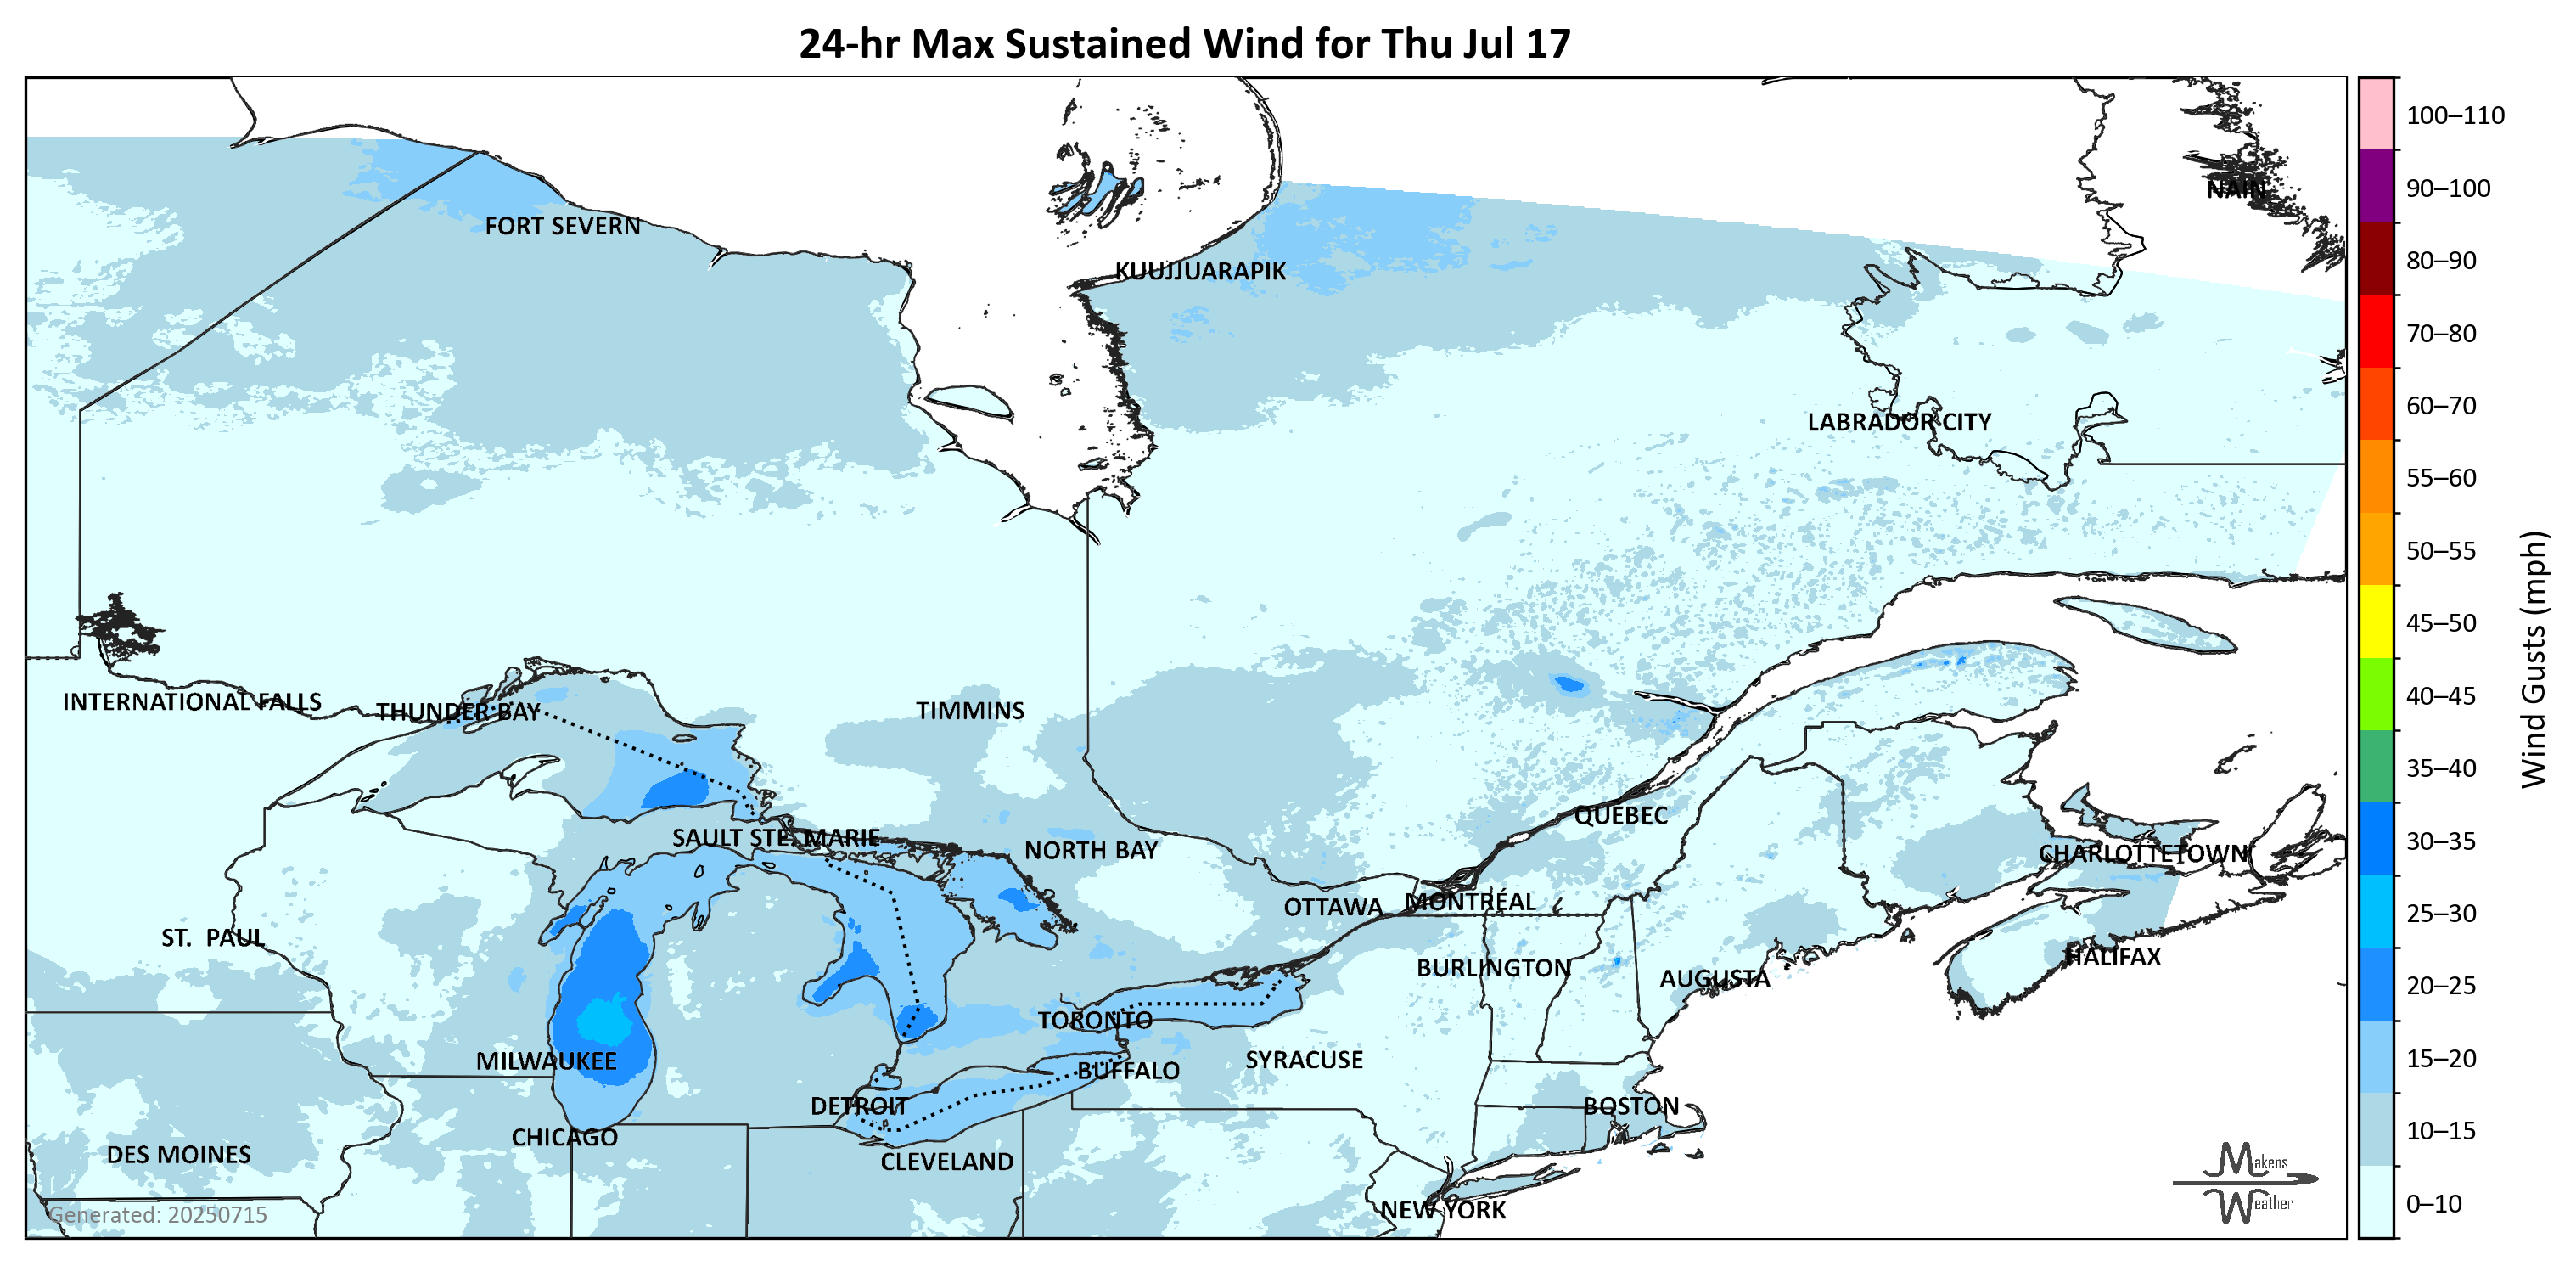 24-hr Max Sustained Wind for Thu Jul 17
100–110
NAIN
90–100
FORT SEVERN
80–90
KUUJJUARAPIK
70–80
60–70
LABRADOR CITY
55–60
50–55
45–50
Wind Gusts (mph)
INTERNATIONAL FALLS
THUNDER BAY
TIMMINS
40–45
35–40
QUEBEC
SAULT STE. MARIE
NORTH BAY
CHARLOTTETOWN
30–35
OTTAWA
MONTRÉAL
25–30
ST. PAUL
BURLINGTON
AUGUSTA
HALIFAX
20–25
TORONTO
MILWAUKEE
BUFFALO
SYRACUSE
15–20
DETROIT
BOSTON
CHICAGO
10–15
DES MOINES
CLEVELAND
Makens
Weather
NEW YORK
0–10
Generated: 20250715